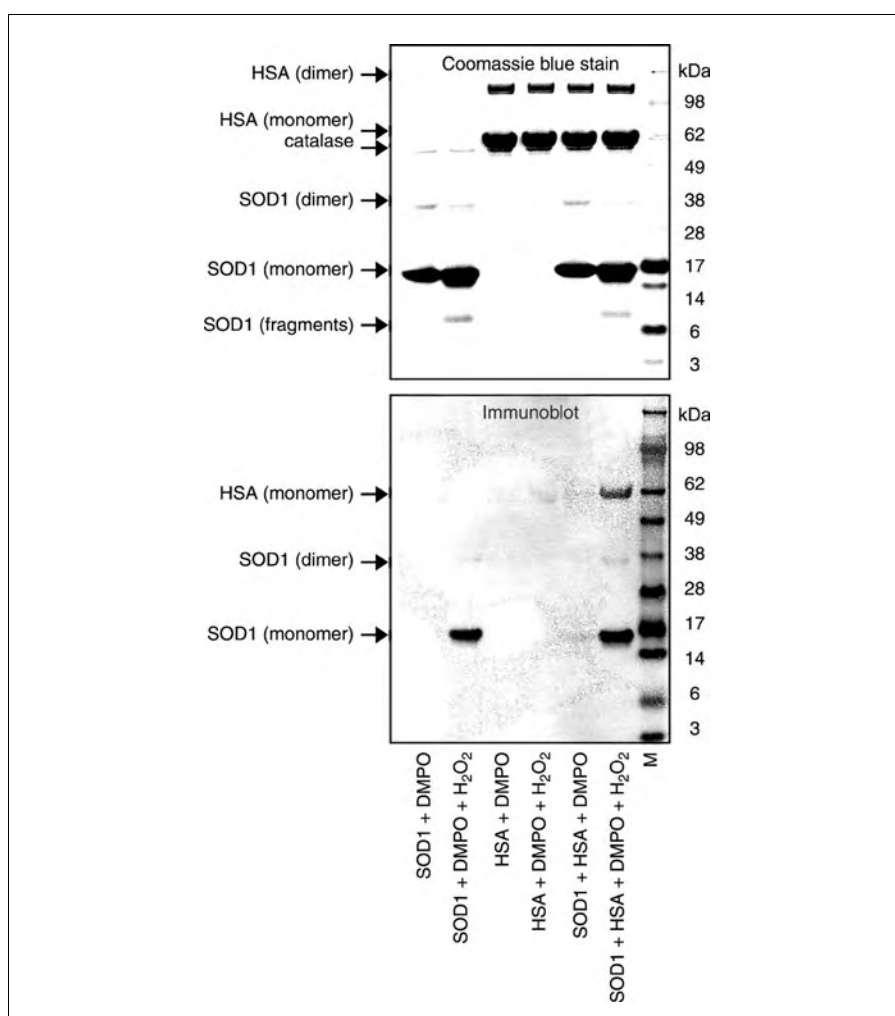 Coomassie blue stain
HSA (dimer)
HSA (monomer)
catalase
SOD1 (dimer)
SOD1 (monomer)
SOD1 (fragments)
kDa
98
62
49
38
28
17
14
6
3
Immunoblot
HSA (monomer)
SOD1 (dimer)
SOD1 (monomer)
kDa
98
62
49
38
28
17
14
6
3
SOD1 + DMPO
SOD1 + DMPO + H₂O₂
HSA + DMPO
HSA + DMPO + H₂O₂
SOD1 + HSA + DMPO
SOD1 + HSA + DMPO + H₂O₂
M